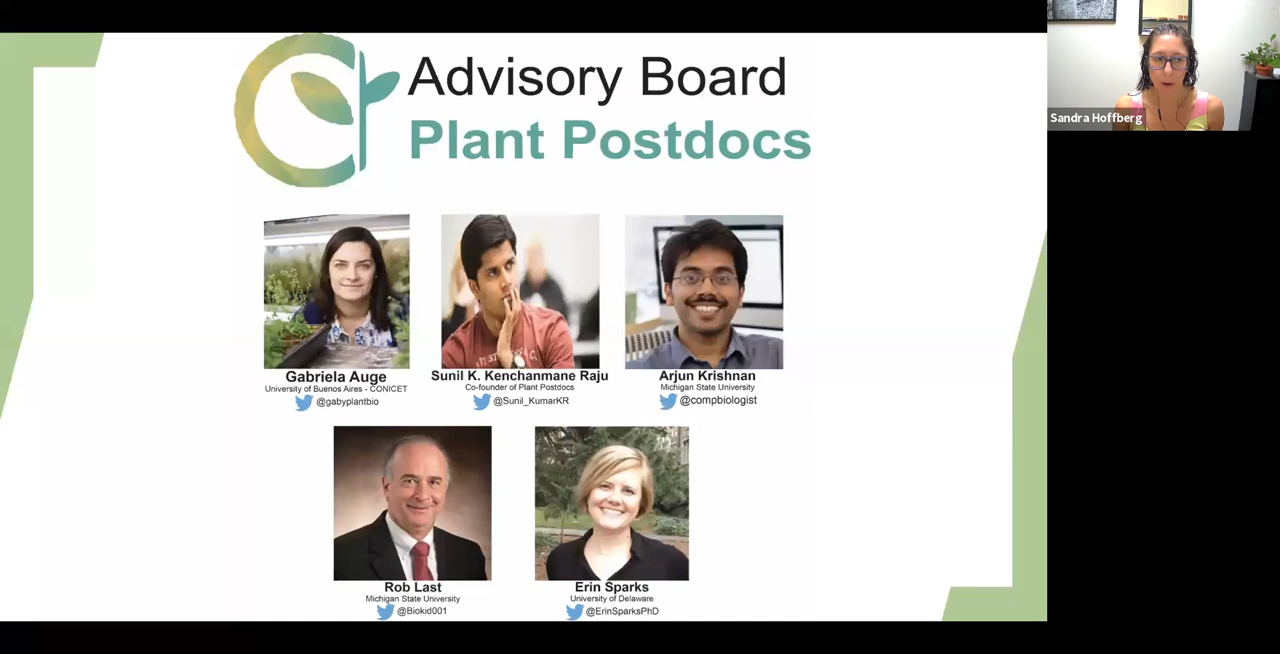 Advisory Board
Plant Postdocs
Sandra Hoffberg
Gabriela Auge
University of Buenos Aires - CONICET
@gabyplantbio
Sunil K. Kenchanmane Raju
Co-founder of Plant Postdocs
@Sunil_KumarKR
Arjun Krishnan
Michigan State University
@compbiologist
Rob Last
Michigan State University
@Biokid001
Erin Sparks
University of Delaware
@ErinSparksPhD